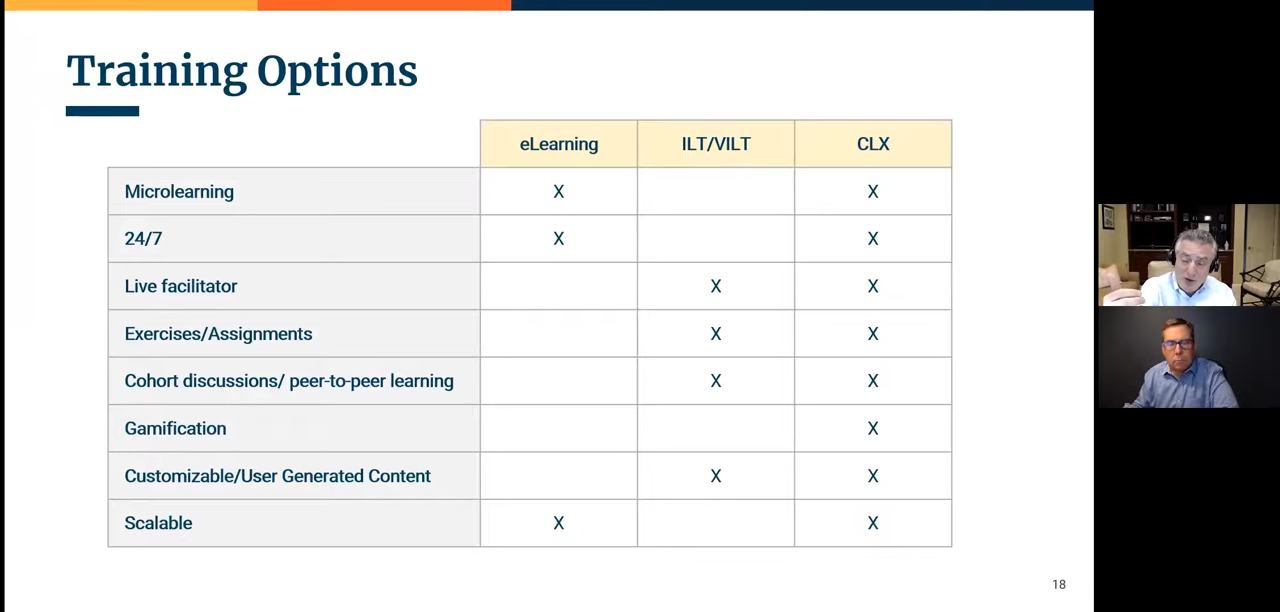 Training Options
eLearning ILT/VILT CLX
Microlearning X X
24/7 X X
Live facilitator X X
Exercises/Assignments X X
Cohort discussions/ peer-to-peer learning X X
Gamification X
Customizable/User Generated Content X X
Scalable X X
18